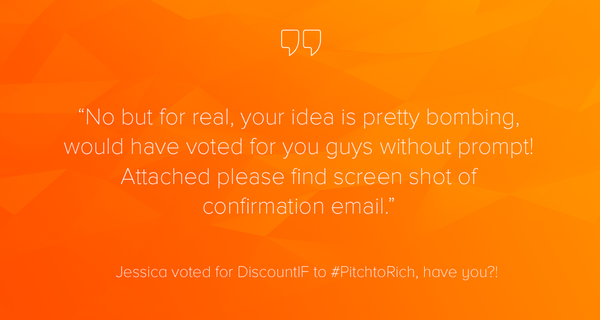 “No but for real, your idea is pretty bombing,
would have voted for you guys without prompt!
Attached please find screen shot of
confirmation email.”
Jessica voted for DiscountIF to #PitchtoRich, have you?!